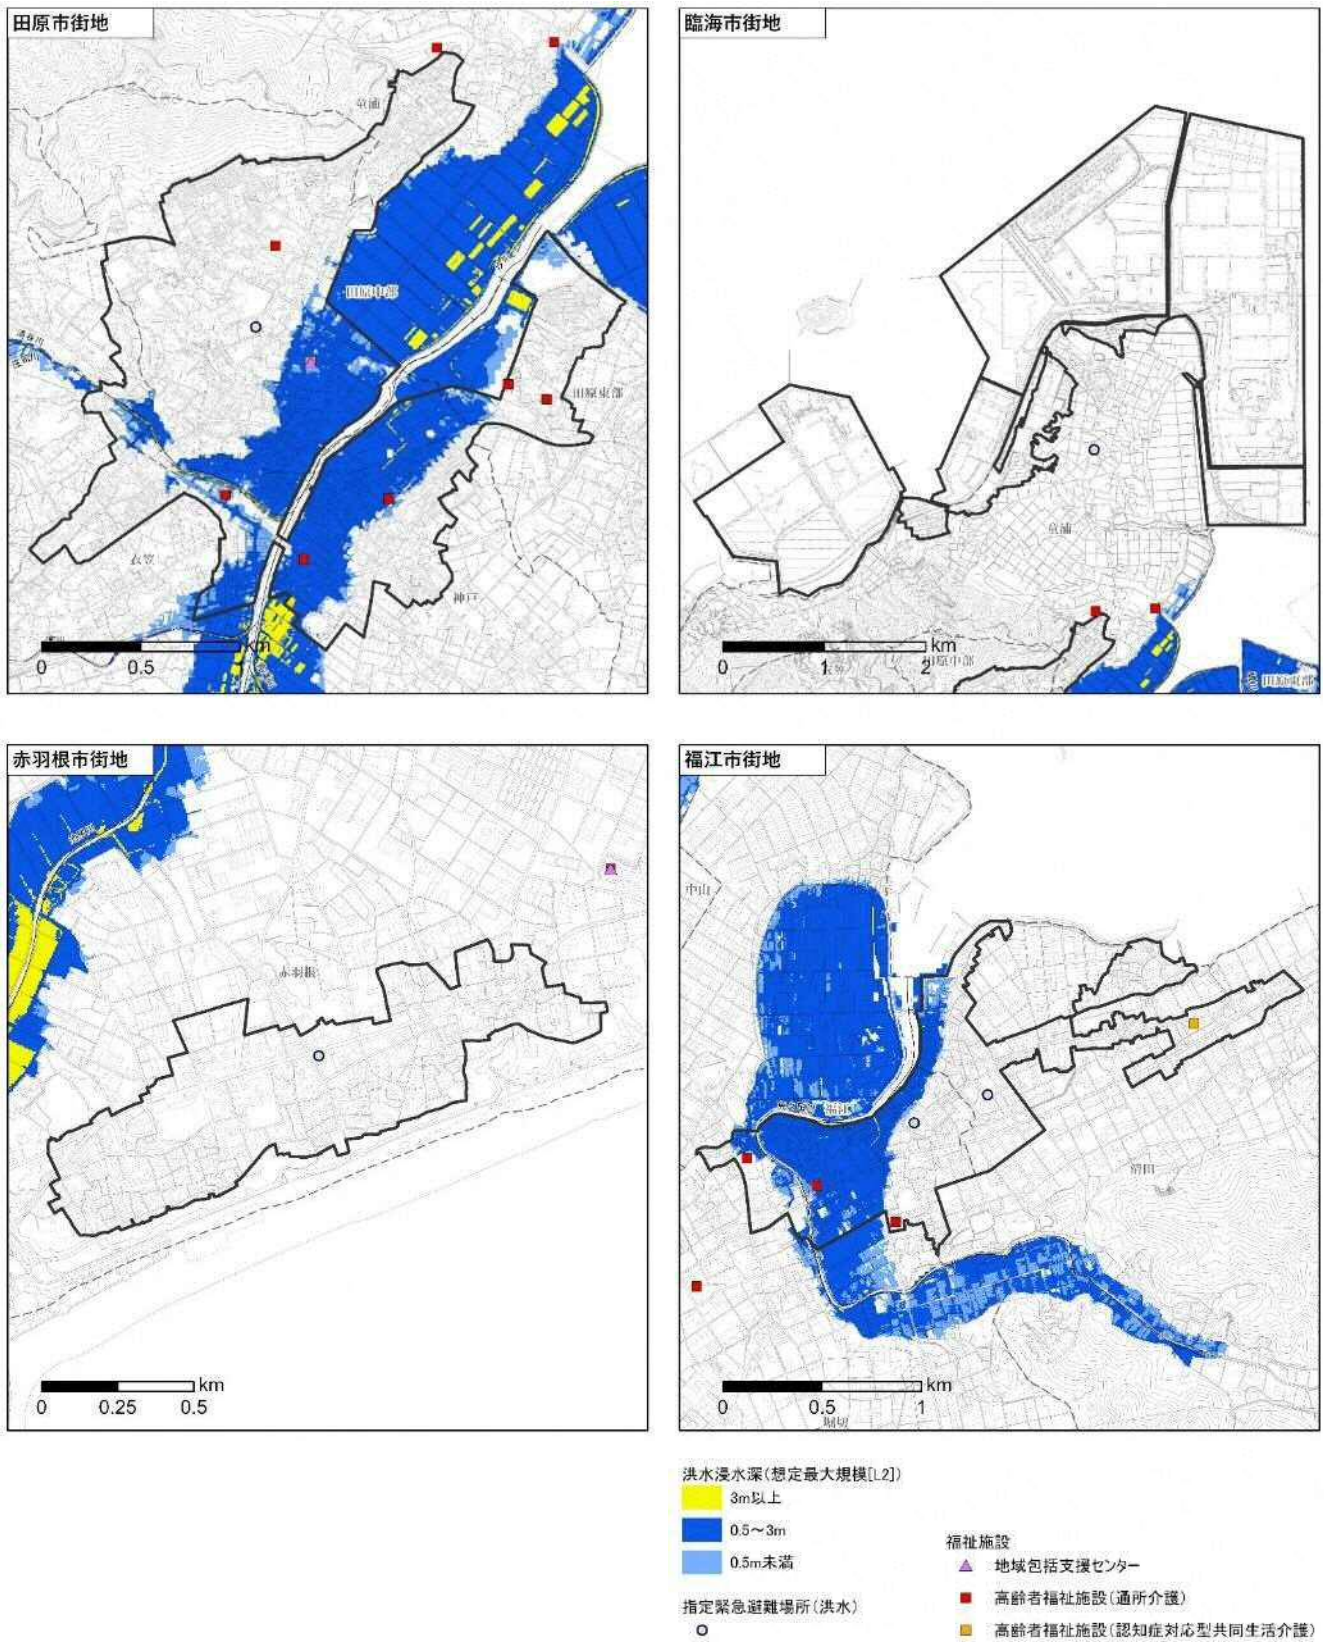 田原市街地
童浦
田原中部
田原東部
衣笠
神戸
km
0
0.5
臨海市街地
童浦
km
0
1
2
田原中部
衣笠
田原東部
赤羽根市街地
赤羽根
km
0
0.25
0.5
福江市街地
中山
福江
清田
堀切
km
0
0.5
1
洪水浸水深(想定最大規模[L2])
3m以上
0.5~3m
0.5m未満
指定緊急避難場所(洪水)
福祉施設
地域包括支援センター
高齢者福祉施設(通所介護)
高齢者福祉施設(認知症対応型共同生活介護)